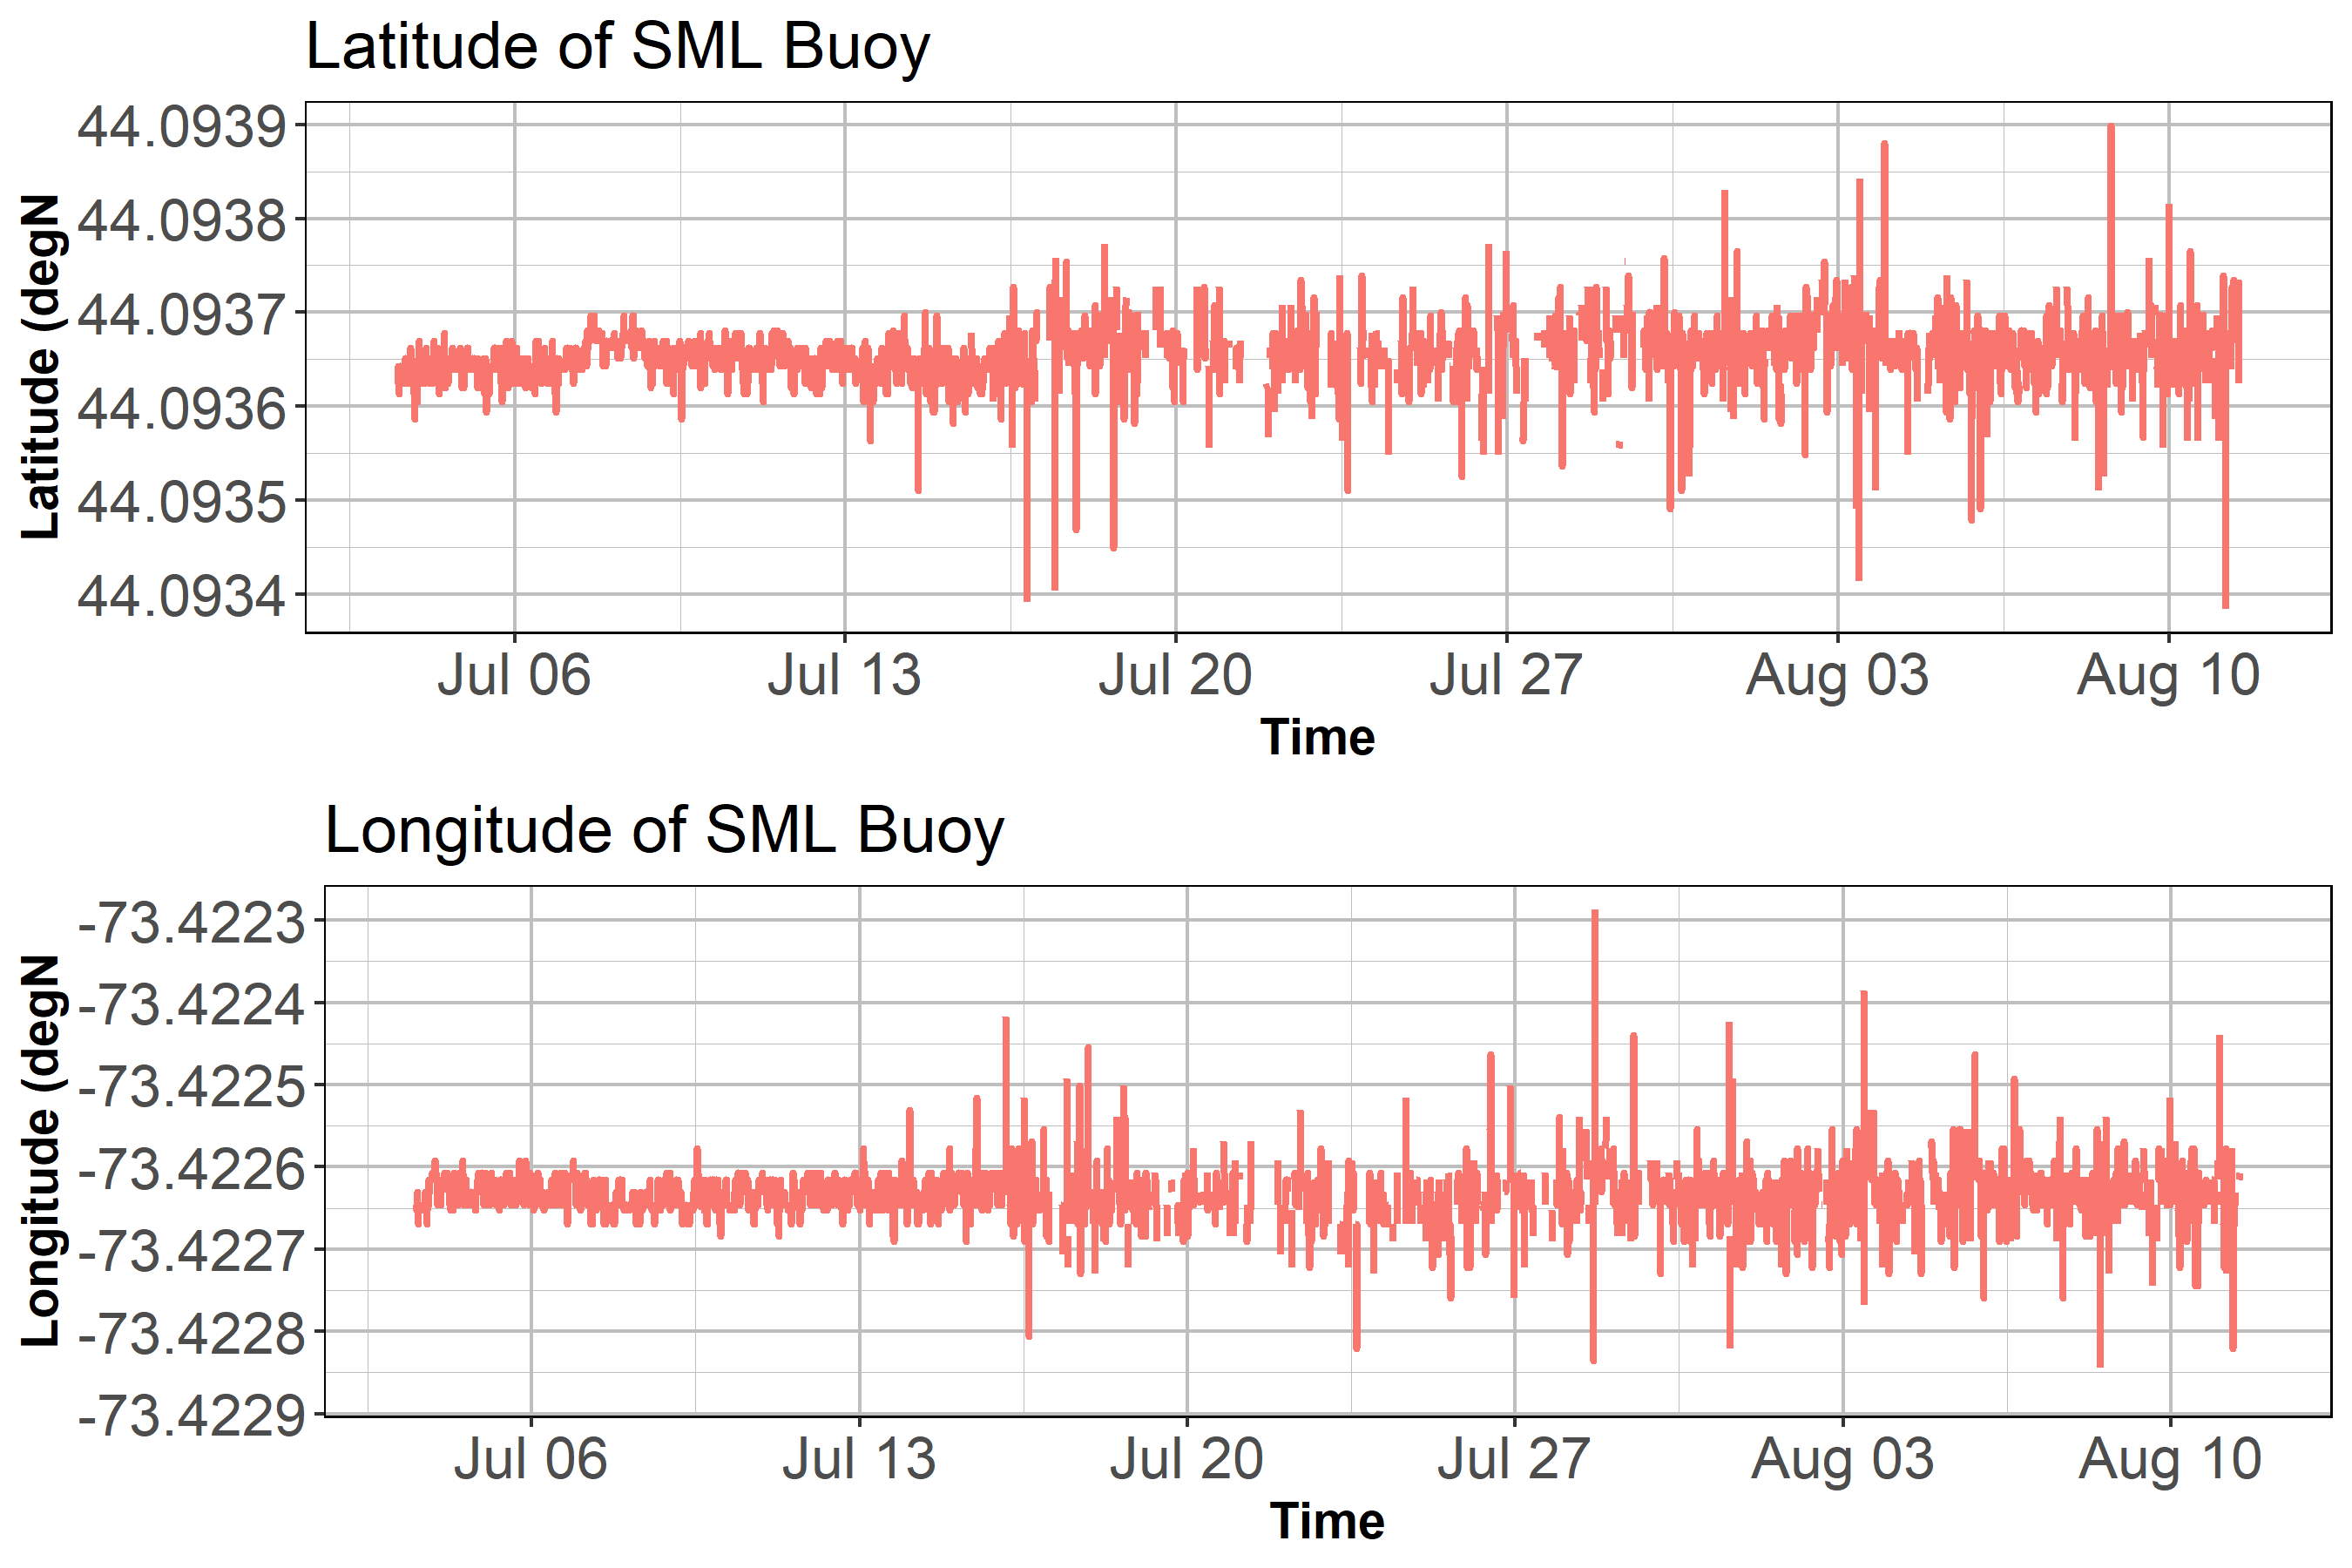 Latitude of SML Buoy
Latitude (degN
44.0939
44.0938
44.0937
44.0936
44.0935
44.0934
Jul 06 Jul 13 Jul 20 Jul 27 Aug 03 Aug 10
Time
Longitude of SML Buoy
Longitude (degN
-73.4223
-73.4224
-73.4225
-73.4226
-73.4227
-73.4228
-73.4229
Jul 06 Jul 13 Jul 20 Jul 27 Aug 03 Aug 10
Time